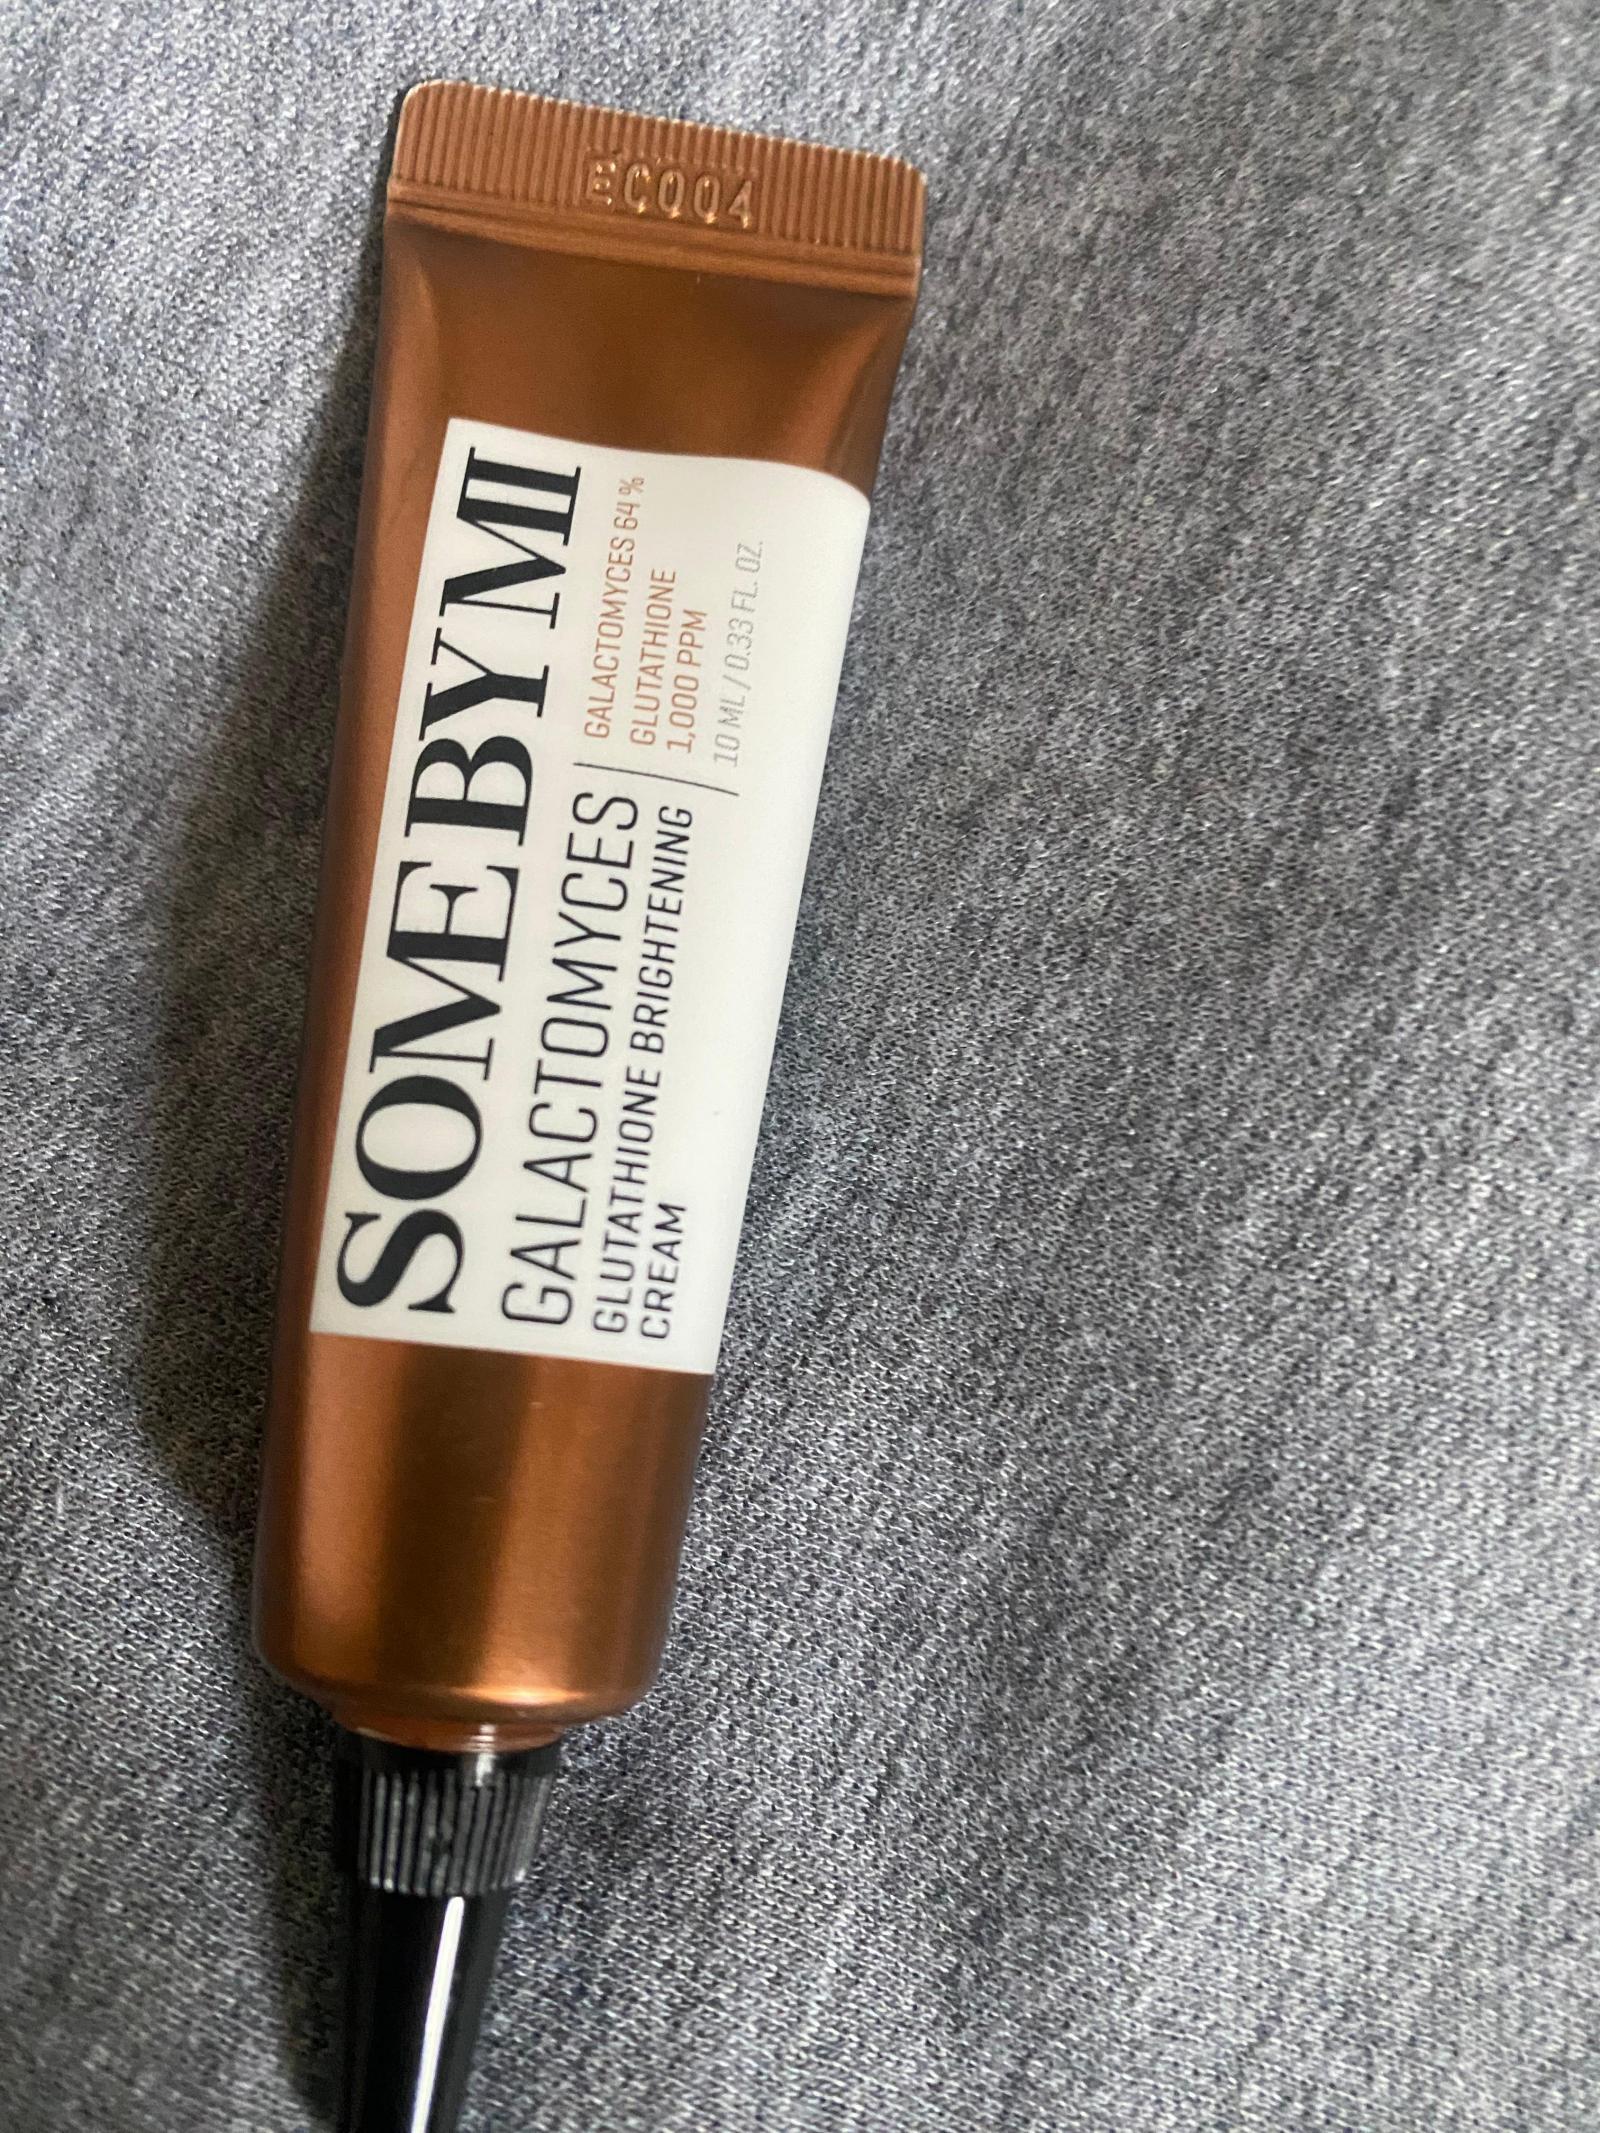 EC004
SOMEBYMI
GALACTOMYCES
GLUTATHIONE BRIGHTENING
CREAM
GALACTOMYCES 64%
GLUTATHIONE
1,000 PPM
10 ML / 0.33 FL. OZ.